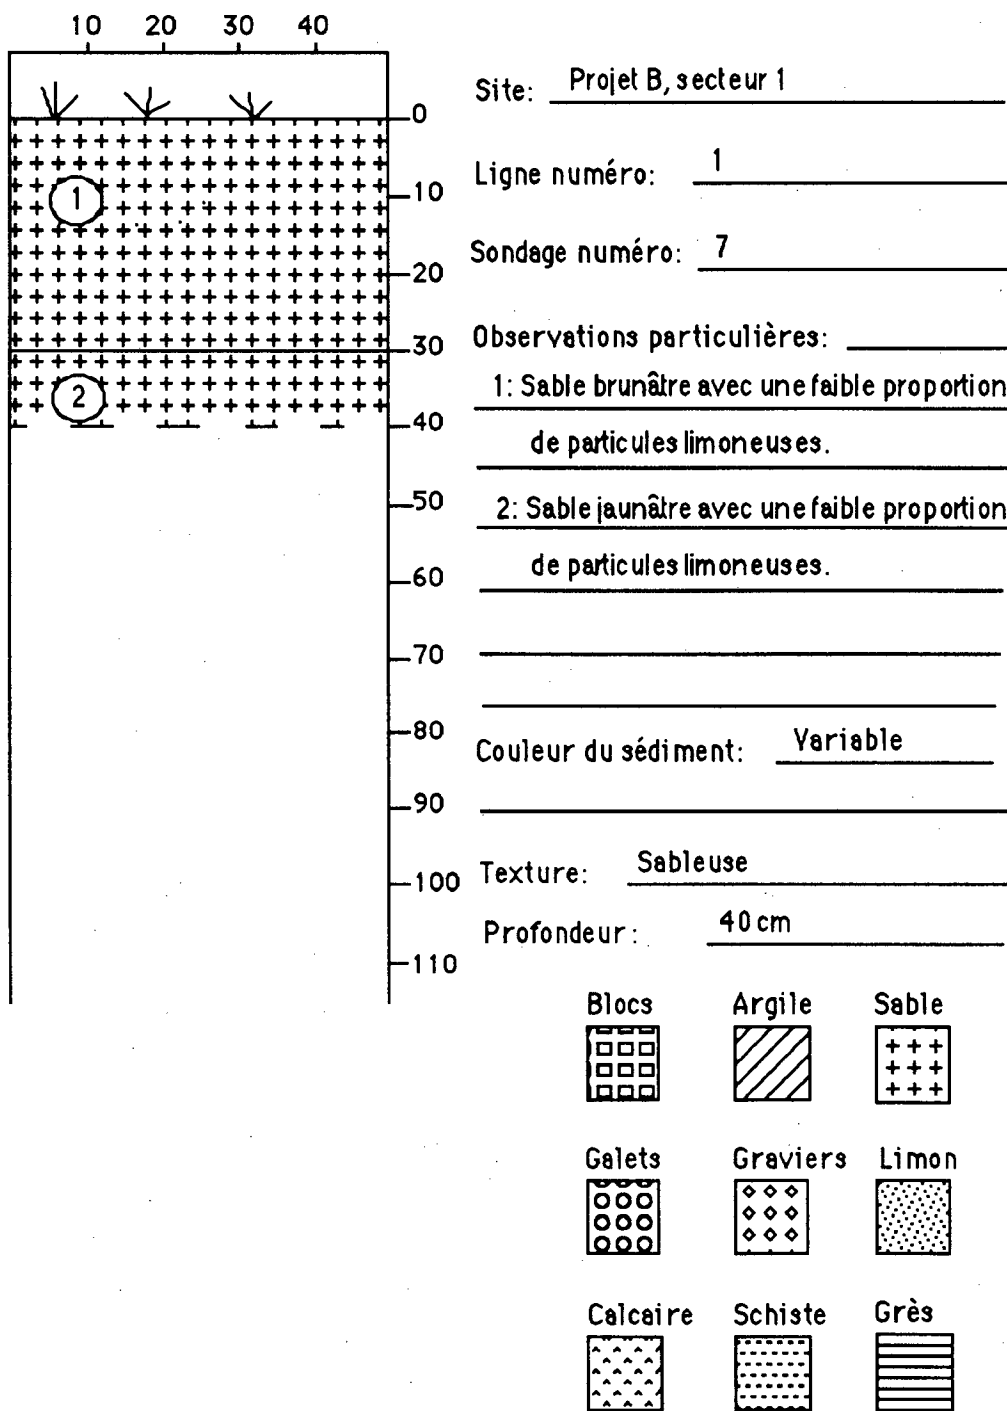 10 20 30 40
0
10
20
30
40
50
60
70
80
90
100
110
1
2
Site: Projet B, secteur 1
Ligne numéro: 1
Sondage numéro: 7
Observations particulières:
1: Sable brunâtre avec une faible proportion
de particules limoneuses.
2: Sable jaunâtre avec une faible proportion
de particules limoneuses.
Couleur du sédiment: Variable
Texture: Sableuse
Profondeur: 40 cm
Blocs Argile Sable
Galets Graviers Limon
Calcaire Schiste Grès